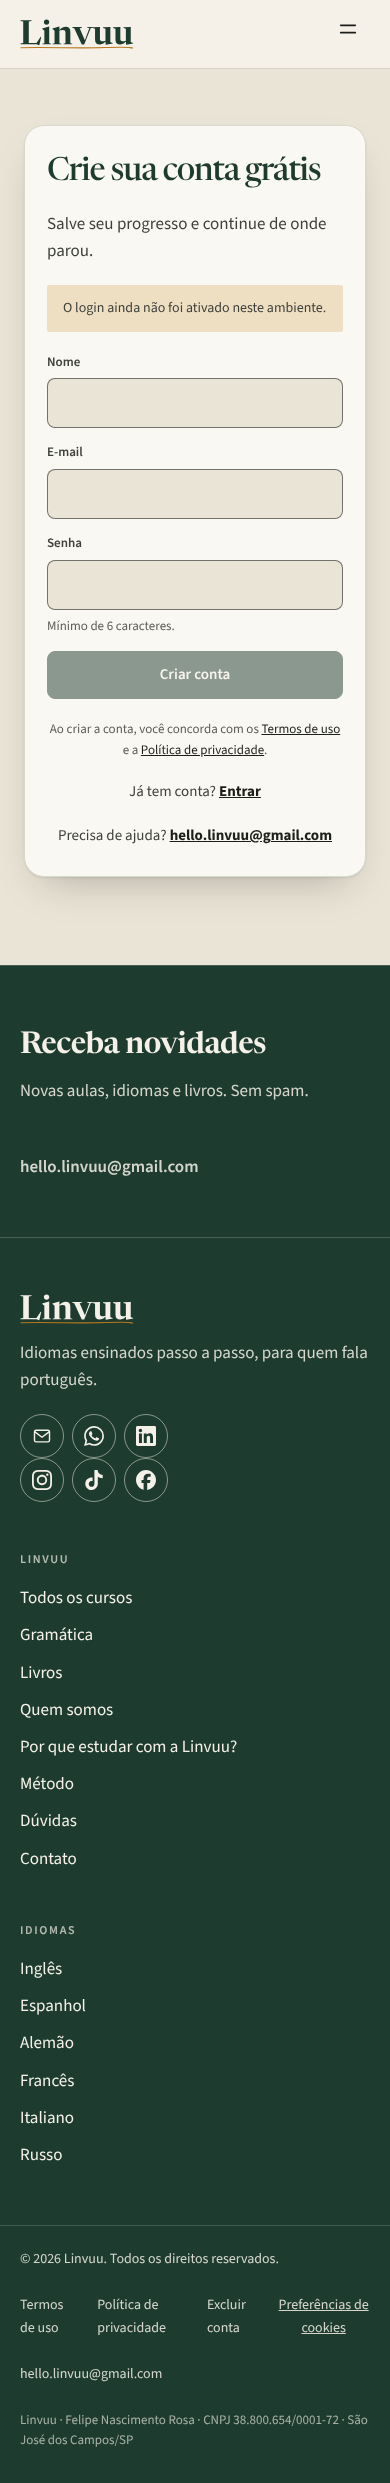 Linvuu
Crie sua conta grátis
Salve seu progresso e continue de onde
parou.
O login ainda não foi ativado neste ambiente.
Nome
E-mail
Senha
Mínimo de 6 caracteres.
Criar conta
Ao criar a conta, você concorda com os Termos de uso
e a Política de privacidade.
Já tem conta? Entrar
Precisa de ajuda? hello.linvuu@gmail.com
Receba novidades
Novas aulas, idiomas e livros. Sem spam.
hello.linvuu@gmail.com
Linvuu
Idiomas ensinados passo a passo, para quem fala
português.
LINVUU
Todos os cursos
Gramática
Livros
Quem somos
Por que estudar com a Linvuu?
Método
Dúvidas
Contato
IDIOMAS
Inglês
Espanhol
Alemão
Francês
Italiano
Russo
© 2026 Linvuu. Todos os direitos reservados.
Termos
de uso
Política de
privacidade
Excluir
conta
Preferências de
cookies
hello.linvuu@gmail.com
Linvuu · Felipe Nascimento Rosa · CNPJ 38.800.654/0001-72 · São
José dos Campos/SP